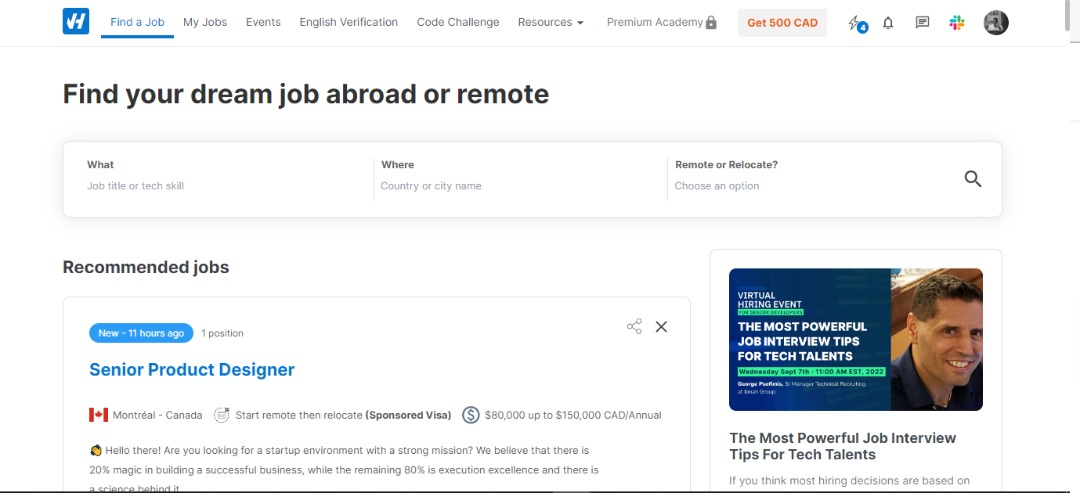 Find a Job My Jobs Events English Verification Code Challenge Resources Premium Academy Get 500 CAD 4
Find your dream job abroad or remote
What Where Remote or Relocate?
Job title or tech skill Country or city name Choose an option
Recommended jobs
New - 11 hours ago 1 position
Senior Product Designer
Montréal - Canada Start remote then relocate (Sponsored Visa) $80,000 up to $150,000 CAD/Annual
👏 Hello there! Are you looking for a startup environment with a strong mission? We believe that there is
20% magic in building a successful business, while the remaining 80% is execution excellence and there is
a science behind it
VIRTUAL
HIRING EVENT
FOR SENIOR DEVELOPERS
THE MOST POWERFUL
JOB INTERVIEW TIPS
FOR TECH TALENTS
Wednesday Sept 7th - 11:00 AM EST, 2022
George Psofimis, Sr Manager Technical Recruiting
at Jonah Group
The Most Powerful Job Interview
Tips For Tech Talents
If you think most hiring decisions are based on